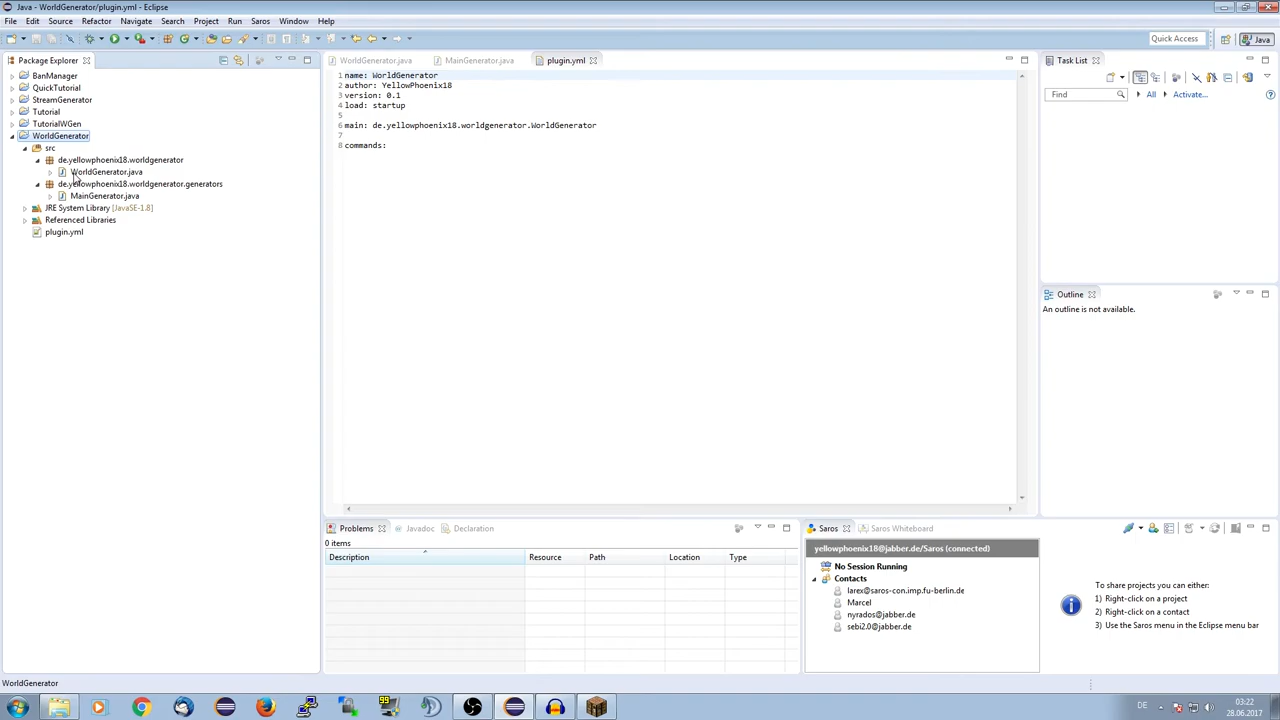 Java - WorldGenerator/plugin.yml - Eclipse
File Edit Source Refactor Navigate Search Project Run Saros Window Help
Quick Access Java
Package Explorer
BanManager
QuickTutorial
StreamGenerator
Tutorial
TutorialWGen
WorldGenerator
src
de.yellowphoenix18.worldgenerator
WorldGenerator.java
de.yellowphoenix18.worldgenerator.generators
MainGenerator.java
JRE System Library [JavaSE-1.8]
Referenced Libraries
plugin.yml
WorldGenerator.java MainGenerator.java plugin.yml
1 name: WorldGenerator
2 author: YellowPhoenix18
3 version: 0.1
4 load: startup
5
6 main: de.yellowphoenix18.worldgenerator.WorldGenerator
7
8 commands:
Task List
Find All Activate...
Outline
An outline is not available.
Problems Javadoc Declaration
0 items
Description Resource Path Location Type
Saros Saros Whiteboard
yellowphoenix18@jabber.de/Saros (connected)
No Session Running
Contacts
larex@saros-con.imp.fu-berlin.de
Marcel
nyrados@jabber.de
sebi2.0@jabber.de
To share projects you can either:
1) Right-click on a project
2) Right-click on a contact
3) Use the Saros menu in the Eclipse menu bar
WorldGenerator
99
DE
03:22
28.06.2017